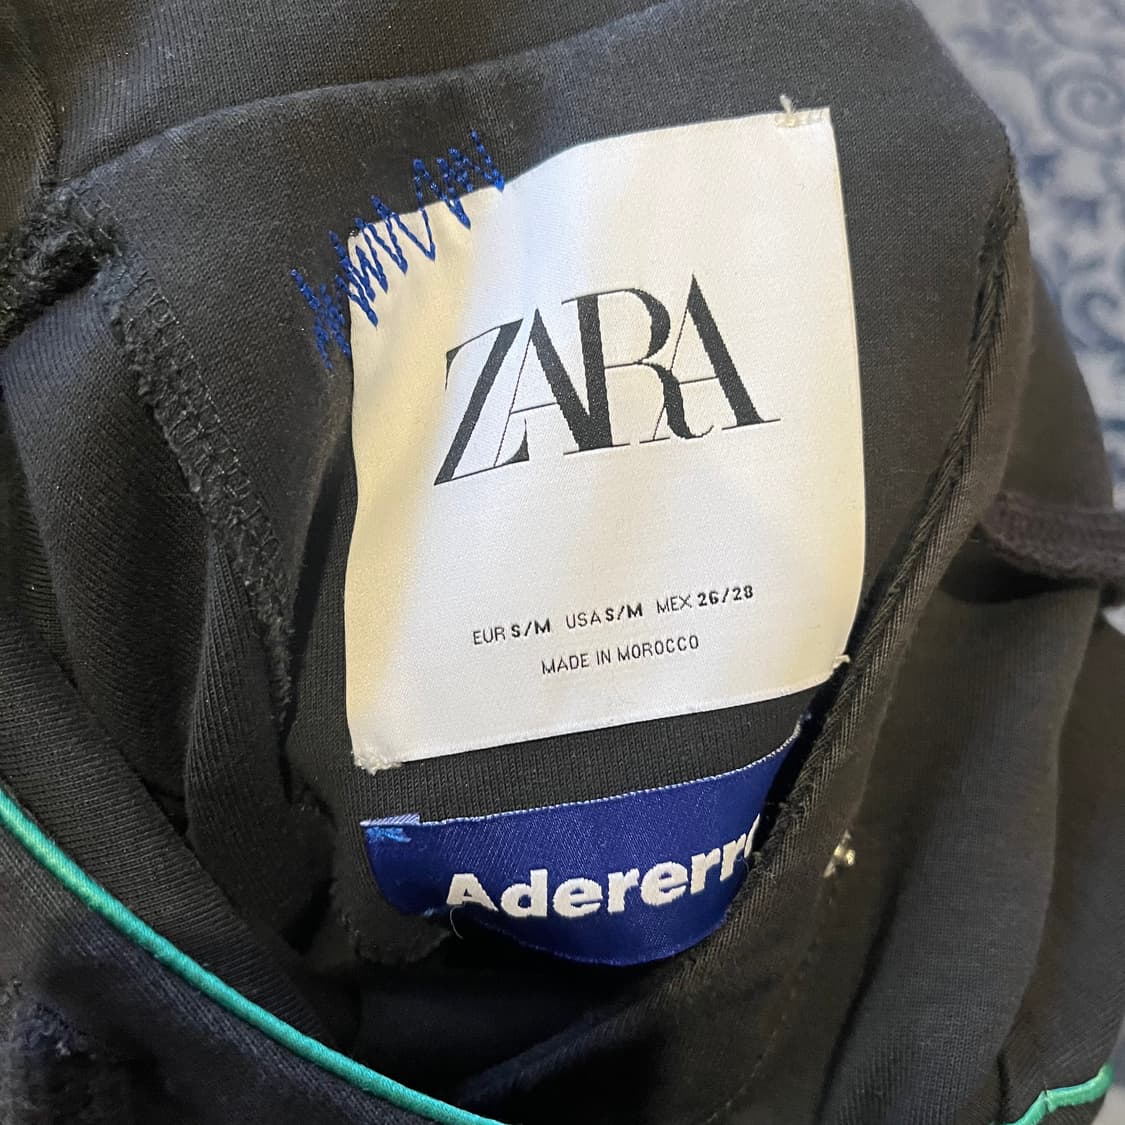 ZARA
EUR S/M USA S/M MEX 26/28
MADE IN MOROCCO
Adererr